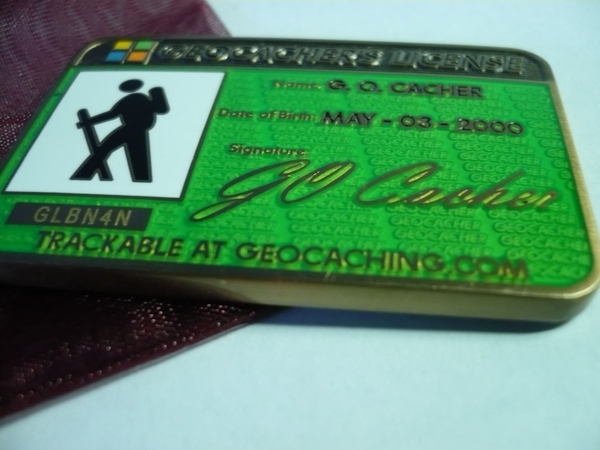 GEOCACHER'S LICENSE
Name: G. O. CACHER
Date of Birth: MAY - 03 - 2000
Signature:
GO Cacher
GLBN4N
TRACKABLE AT GEOCACHING.COM